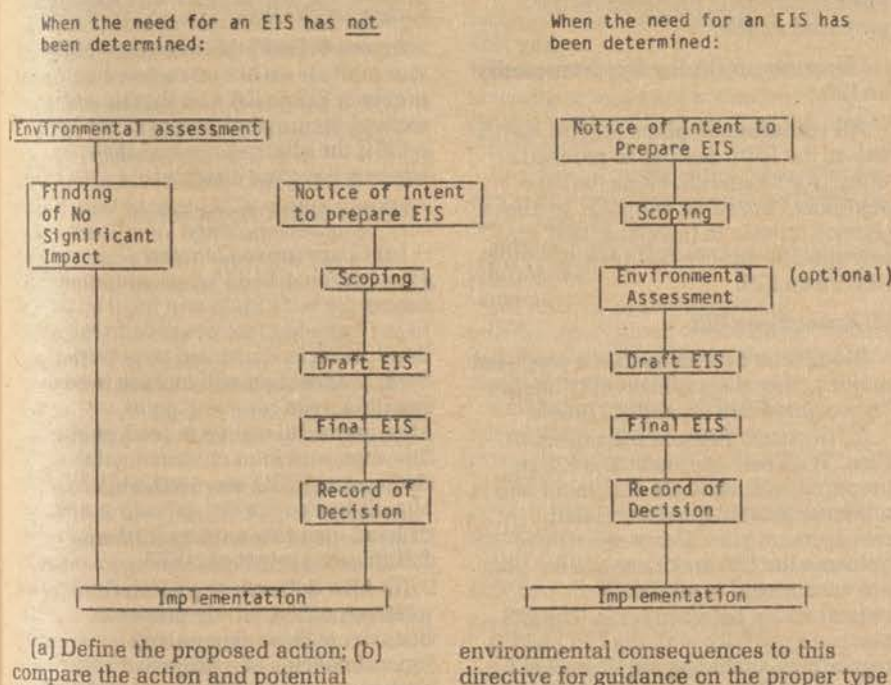 When the need for an EIS has not
been determined:
Environmental assessment
Finding
of No
Significant
Impact
Notice of Intent
to prepare EIS
Scoping
Draft EIS
Final EIS
Record of
Decision
Implementation
When the need for an EIS has
been determined:
Notice of Intent to
Prepare EIS
Scoping
Environmental
Assessment
(optional)
Draft EIS
Final EIS
Record of
Decision
Implementation
(a) Define the proposed action; (b)
compare the action and potential
environmental consequences to this
directive for guidance on the proper type